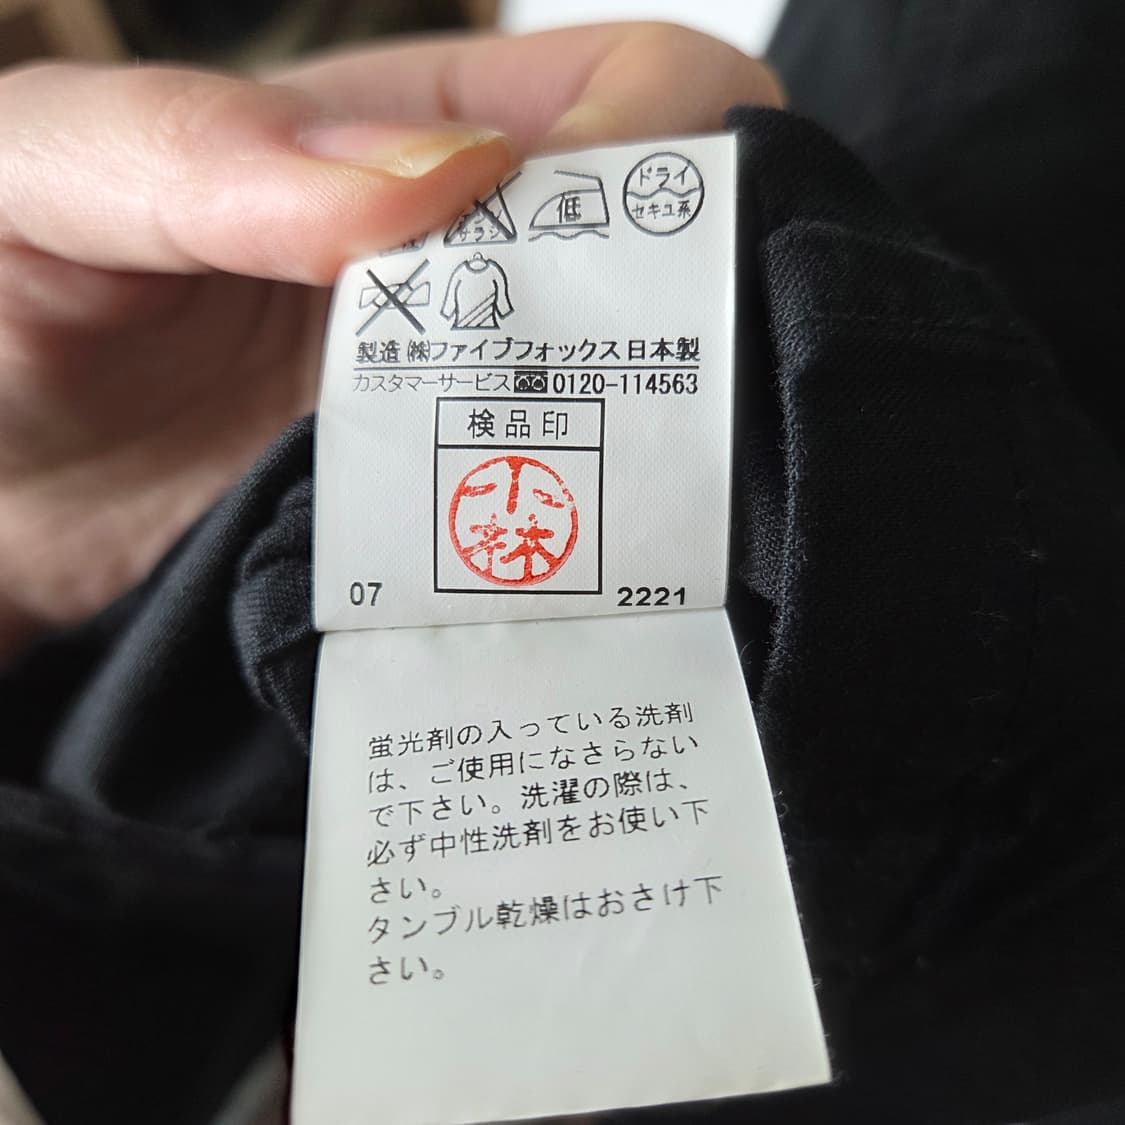 サラシ
低
ドライ
セキユ系
製造 ㈱ファイブフォックス 日本製
カスタマーサービス 0120-114563
検品印
小林
07
2221
蛍光剤の入っている洗剤
は、ご使用になさらない
で下さい。洗濯の際は、
必ず中性洗剤をお使い下
さい。
タンブル乾燥はおさけ下
さい。